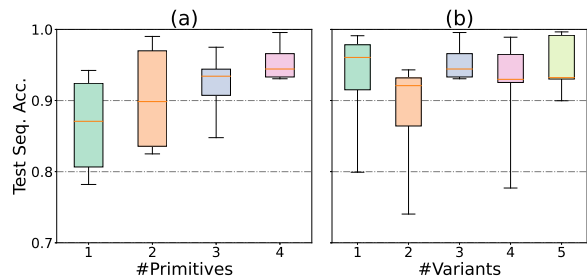 (a) (b)
Test Seq. Acc.
1.0
0.9
0.8
0.7
1 2 3 4
#Primitives
1 2 3 4 5
#Variants